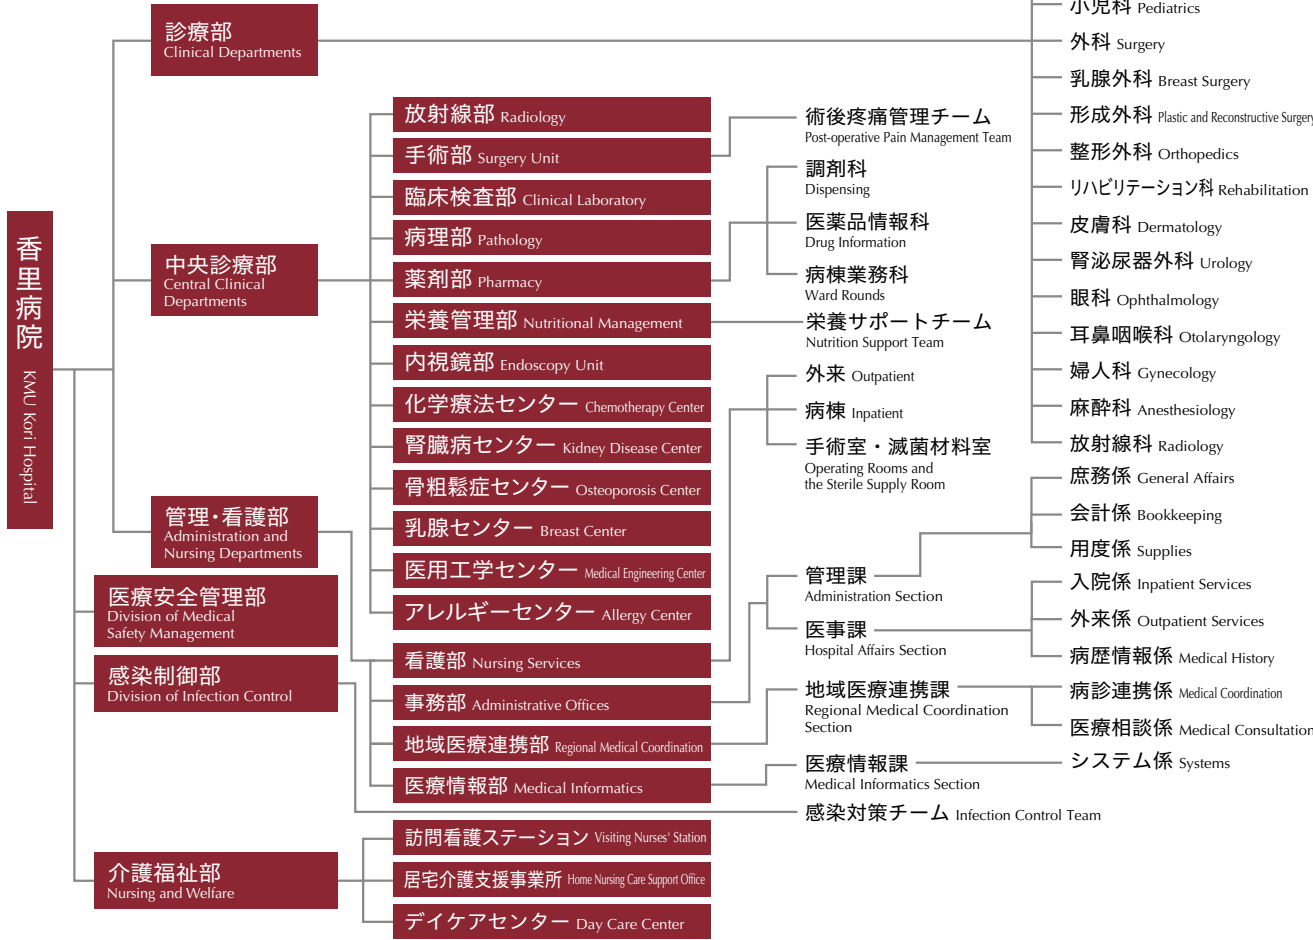 香里病院 KMU Kori Hospital
診療部
Clinical Departments
小児科 Pediatrics
外科 Surgery
乳腺外科 Breast Surgery
形成外科 Plastic and Reconstructive Surgery
整形外科 Orthopedics
リハビリテーション科 Rehabilitation
皮膚科 Dermatology
腎泌尿器外科 Urology
眼科 Ophthalmology
耳鼻咽喉科 Otolaryngology
婦人科 Gynecology
麻酔科 Anesthesiology
放射線科 Radiology
中央診療部
Central Clinical
Departments
放射線部 Radiology
手術部 Surgery Unit
術後疼痛管理チーム
Post-operative Pain Management Team
臨床検査部 Clinical Laboratory
病理部 Pathology
薬剤部 Pharmacy
調剤科
Dispensing
医薬品情報科
Drug Information
病棟業務科
Ward Rounds
栄養管理部 Nutritional Management
栄養サポートチーム
Nutrition Support Team
内視鏡部 Endoscopy Unit
化学療法センター Chemotherapy Center
腎臓病センター Kidney Disease Center
骨粗鬆症センター Osteoporosis Center
乳腺センター Breast Center
医用工学センター Medical Engineering Center
アレルギーセンター Allergy Center
管理・看護部
Administration and
Nursing Departments
看護部 Nursing Services
外来 Outpatient
病棟 Inpatient
手術室・滅菌材料室
Operating Rooms and
the Sterile Supply Room
事務部 Administrative Offices
管理課
Administration Section
庶務係 General Affairs
会計係 Bookkeeping
用度係 Supplies
医事課
Hospital Affairs Section
入院係 Inpatient Services
外来係 Outpatient Services
病歴情報係 Medical History
地域医療連携部 Regional Medical Coordination
地域医療連携課
Regional Medical Coordination
Section
病診連携係 Medical Coordination
医療相談係 Medical Consultation
医療情報部 Medical Informatics
医療情報課
Medical Informatics Section
システム係 Systems
医療安全管理部
Division of Medical
Safety Management
感染制御部
Division of Infection Control
感染対策チーム Infection Control Team
介護福祉部
Nursing and Welfare
訪問看護ステーション Visiting Nurses' Station
居宅介護支援事業所 Home Nursing Care Support Office
デイケアセンター Day Care Center